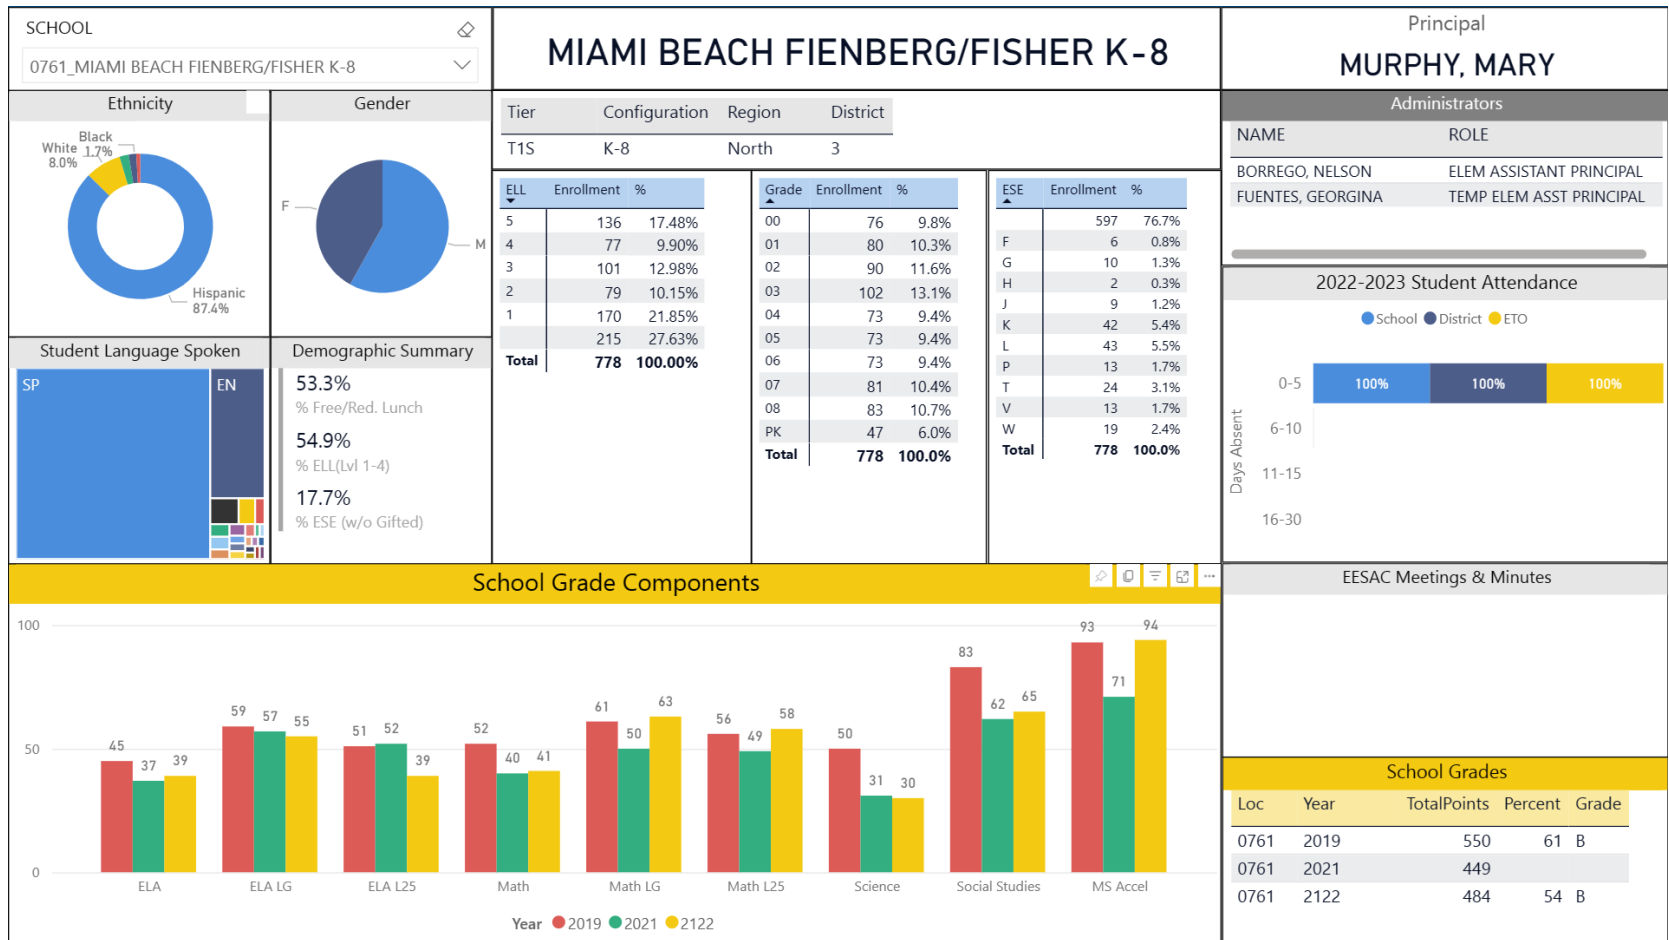 SCHOOL
0761_MIAMI BEACH FIENBERG/FISHER K-8
MIAMI BEACH FIENBERG/FISHER K-8
Principal
MURPHY, MARY
Ethnicity
Black
1.7%
White
8.0%
Hispanic
87.4%
Gender
F
M
Tier Configuration Region District
T1S K-8 North 3
Administrators
NAME ROLE
BORREGO, NELSON ELEM ASSISTANT PRINCIPAL
FUENTES, GEORGINA TEMP ELEM ASST PRINCIPAL
ELL Enrollment %
5 136 17.48%
4 77 9.90%
3 101 12.98%
2 79 10.15%
1 170 21.85%
215 27.63%
Total 778 100.00%
Grade Enrollment %
00 76 9.8%
01 80 10.3%
02 90 11.6%
03 102 13.1%
04 73 9.4%
05 73 9.4%
06 73 9.4%
07 81 10.4%
08 83 10.7%
PK 47 6.0%
Total 778 100.0%
ESE Enrollment %
597 76.7%
F 6 0.8%
G 10 1.3%
H 2 0.3%
J 9 1.2%
K 42 5.4%
L 43 5.5%
P 13 1.7%
T 24 3.1%
V 13 1.7%
W 19 2.4%
Total 778 100.0%
2022-2023 Student Attendance
School District ETO
Days Absent
0-5 100% 100% 100%
6-10
11-15
16-30
Student Language Spoken
SP EN
Demographic Summary
53.3%
% Free/Red. Lunch
54.9%
% ELL(Lvl 1-4)
17.7%
% ESE (w/o Gifted)
School Grade Components
100
50
0
45 37 39
59 57 55
51 52 39
52 40 41
61 50 63
56 49 58
50 31 30
83 62 65
93 71 94
ELA ELA LG ELA L25 Math Math LG Math L25 Science Social Studies MS Accel
Year 2019 2021 2122
EESAC Meetings & Minutes
School Grades
Loc Year TotalPoints Percent Grade
0761 2019 550 61 B
0761 2021 449
0761 2122 484 54 B